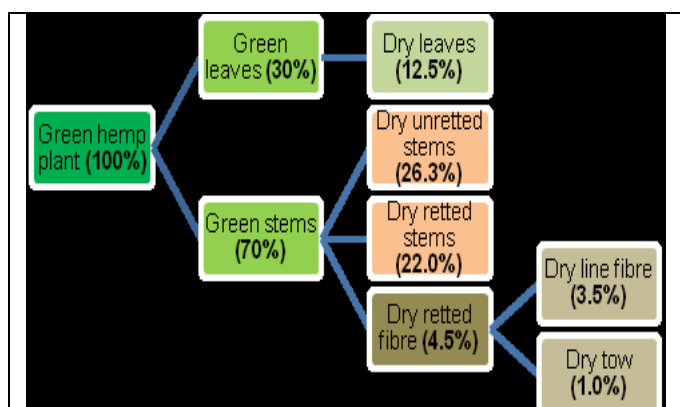 Green
leaves (30%)
Dry leaves
(12.5%)
Green hemp
plant (100%)
Dry unretted
stems
(26.3%)
Green stems
(70%)
Dry retted
stems
(22.0%)
Dry retted
fibre (4.5%)
Dry line fibre
(3.5%)
Dry tow
(1.0%)